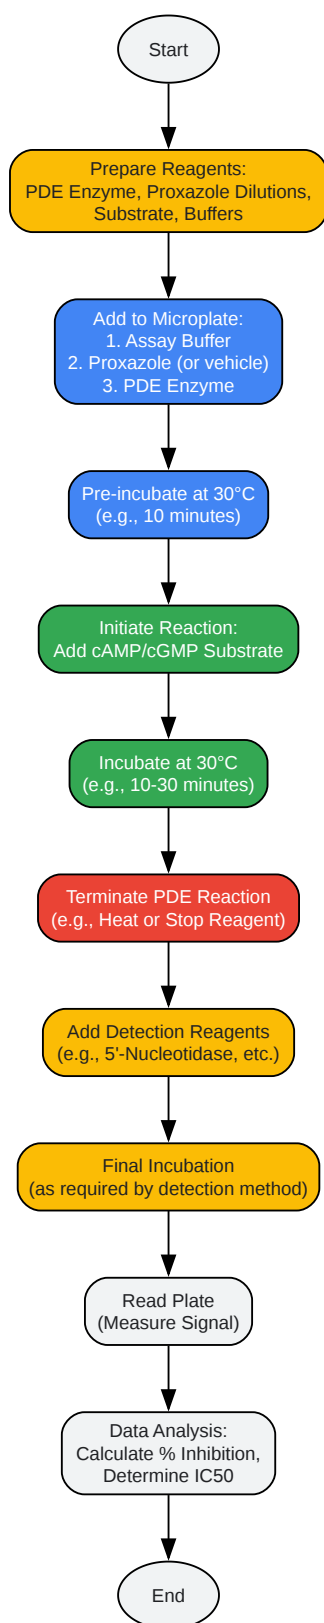 Start
Prepare Reagents:
PDE Enzyme, Proxazole Dilutions,
Substrate, Buffers
Add to Microplate:
1. Assay Buffer
2. Proxazole (or vehicle)
3. PDE Enzyme
Pre-incubate at 30°C
(e.g., 10 minutes)
Initiate Reaction:
Add cAMP/cGMP Substrate
Incubate at 30°C
(e.g., 10-30 minutes)
Terminate PDE Reaction
(e.g., Heat or Stop Reagent)
Add Detection Reagents
(e.g., 5'-Nucleotidase, etc.)
Final Incubation
(as required by detection method)
Read Plate
(Measure Signal)
Data Analysis:
Calculate % Inhibition,
Determine IC50
End